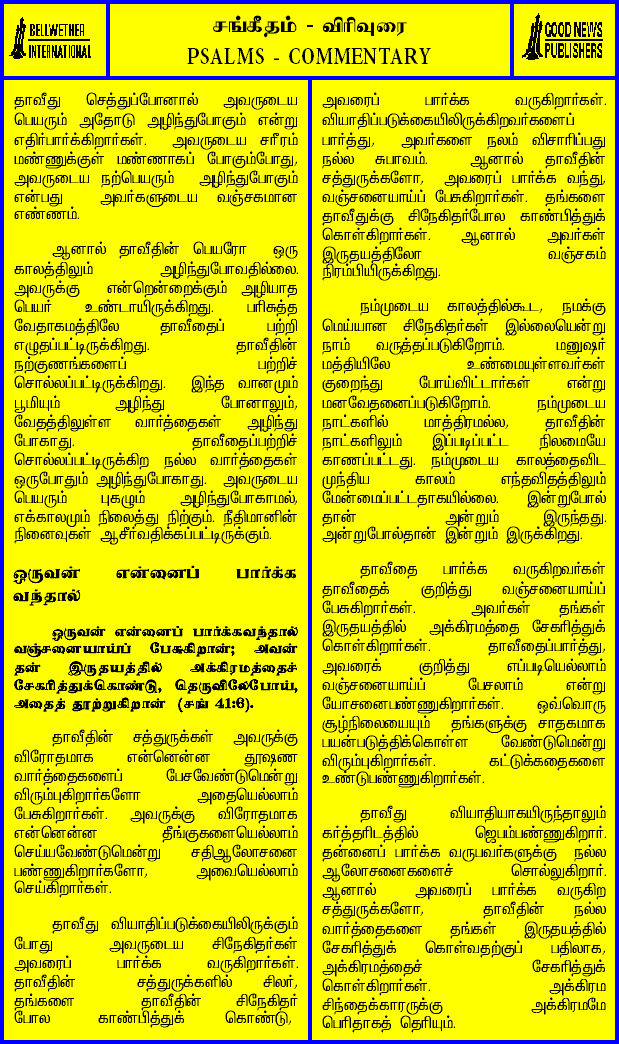 BELLWETHER
INTERNATIONAL
சங்கீதம் - விரிவுரை
PSALMS - COMMENTARY
GOOD NEWS
PUBLISHERS
தாவீது செத்துப்போனால் அவருடைய
பெயரும் அதோடு அழிந்துபோகும் என்று
எதிர்பார்க்கிறார்கள். அவருடைய சரீரம்
மண்ணுக்குள் மண்ணாகப் போகும்போது,
அவருடைய நற்பெயரும் அழிந்துபோகும்
என்பது அவர்களுடைய வஞ்சகமான
எண்ணம்.
ஆனால் தாவீதின் பெயரோ ஒரு
காலத்திலும் அழிந்துபோவதில்லை.
அவருக்கு என்றென்றைக்கும் அழியாத
பெயர் உண்டாயிருக்கிறது. பரிசுத்த
வேதாகமத்திலே தாவீதைப் பற்றி
எழுதப்பட்டிருக்கிறது. தாவீதின்
நற்குணங்களைப் பற்றிச்
சொல்லப்பட்டிருக்கிறது. இந்த வானமும்
பூமியும் அழிந்து போனாலும்,
வேதத்திலுள்ள வார்த்தைகள் அழிந்து
போகாது. தாவீதைப்பற்றிச்
சொல்லப்பட்டிருக்கிற நல்ல வார்த்தைகள்
ஒருபோதும் அழிந்துபோகாது. அவருடைய
பெயரும் புகழும் அழிந்துபோகாமல்,
எக்காலமும் நிலைத்து நிற்கும். நீதிமானின்
நினைவுகள் ஆசீர்வதிக்கப்பட்டிருக்கும்.
ஒருவன் என்னைப் பார்க்க
வந்தால்
ஒருவன் என்னைப் பார்க்கவந்தால்
வஞ்சனையாய்ப் பேசுகிறான்; அவன்
தன் இருதயத்தில் அக்கிரமத்தைச்
சேகரித்துக்கொண்டு, தெருவிலேபோய்,
அதைத் தூற்றுகிறான் (சங் 41:6).
தாவீதின் சத்துருக்கள் அவருக்கு
விரோதமாக என்னென்ன தூஷண
வார்த்தைகளைப் பேசவேண்டுமென்று
விரும்புகிறார்களோ அதையெல்லாம்
பேசுகிறார்கள். அவருக்கு விரோதமாக
என்னென்ன தீங்குகளையெல்லாம்
செய்யவேண்டுமென்று சதிஆலோசனை
பண்ணுகிறார்களோ, அவையெல்லாம்
செய்கிறார்கள்.
தாவீது வியாதிப்படுக்கையிலிருக்கும்
போது அவருடைய சிநேகிதர்கள்
அவரைப் பார்க்க வருகிறார்கள்.
தாவீதின் சத்துருக்களில் சிலர்,
தங்களை தாவீதின் சிநேகிதர்
போல காண்பித்துக் கொண்டு,
அவரைப் பார்க்க வருகிறார்கள்.
வியாதிப்படுக்கையிலிருக்கிறவர்களைப்
பார்த்து, அவர்களை நலம் விசாரிப்பது
நல்ல சுபாவம். ஆனால் தாவீதின்
சத்துருக்களோ, அவரைப் பார்க்க வந்து,
வஞ்சனையாய்ப் பேசுகிறார்கள். தங்களை
தாவீதுக்கு சிநேகிதர்போல காண்பித்துக்
கொள்கிறார்கள். ஆனால் அவர்கள்
இருதயத்திலோ வஞ்சகம்
நிரம்பியிருக்கிறது.
நம்முடைய காலத்தில்கூட, நமக்கு
மெய்யான சிநேகிதர்கள் இல்லையென்று
நாம் வருத்தப்படுகிறோம். மனுஷர்
மத்தியிலே உண்மையுள்ளவர்கள்
குறைந்து போய்விட்டார்கள் என்று
மனவேதனைப்படுகிறோம். நம்முடைய
நாட்களில் மாத்திரமல்ல, தாவீதின்
நாட்களிலும் இப்படிப்பட்ட நிலமையே
காணப்பட்டது. நம்முடைய காலத்தைவிட
முந்திய காலம் எந்தவிதத்திலும்
மேன்மைப்பட்டதாகயில்லை. இன்றுபோல்
தான் அன்றும் இருந்தது.
அன்றுபோல்தான் இன்றும் இருக்கிறது.
தாவீதை பார்க்க வருகிறவர்கள்
தாவீதைக் குறித்து வஞ்சனையாய்ப்
பேசுகிறார்கள். அவர்கள் தங்கள்
இருதயத்தில் அக்கிரமத்தை சேகரித்துக்
கொள்கிறார்கள். தாவீதைப்பார்த்து,
அவரைக் குறித்து எப்படியெல்லாம்
வஞ்சனையாய்ப் பேசலாம் என்று
யோசனைபண்ணுகிறார்கள். ஒவ்வொரு
சூழ்நிலையையும் தங்களுக்கு சாதகமாக
பயன்படுத்திக்கொள்ள வேண்டுமென்று
விரும்புகிறார்கள். கட்டுக்கதைகளை
உண்டுபண்ணுகிறார்கள்.
தாவீது வியாதியாகயிருந்தாலும்
கர்த்தரிடத்தில் ஜெபம்பண்ணுகிறார்.
தன்னைப் பார்க்க வருபவர்களுக்கு நல்ல
ஆலோசனைகளைச் சொல்லுகிறார்.
ஆனால் அவரைப் பார்க்க வருகிற
சத்துருக்களோ, தாவீதின் நல்ல
வார்த்தைகளை தங்கள் இருதயத்தில்
சேகரித்துக் கொள்வதற்குப் பதிலாக,
அக்கிரமத்தைச் சேகரித்துக்
கொள்கிறார்கள். அக்கிரம
சிந்தைக்காரருக்கு அக்கிரமமே
பெரிதாகத் தெரியும்.